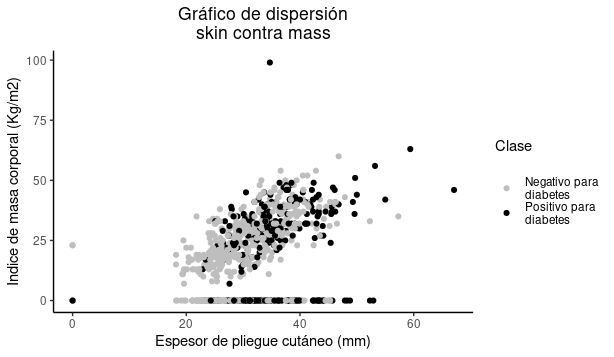 Gráfico de dispersión
skin contra mass
Indice de masa corporal (Kg/m2)
100
75
50
25
0
0
20
40
60
Espesor de pliegue cutáneo (mm)
Clase
Negativo para
diabetes
Positivo para
diabetes